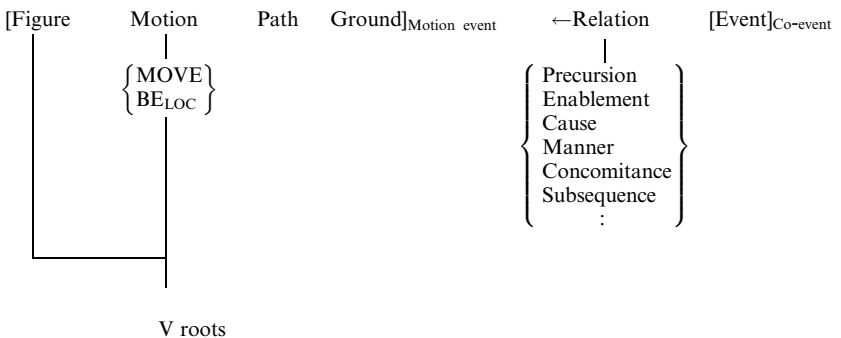 [Figure Motion Path Ground]Motion event ←Relation [Event]Co-event
MOVE
BELOC
Precursion
Enablement
Cause
Manner
Concomitance
Subsequence
⋮
V roots